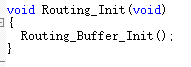 void Routing_Init(void)
{
  Routing_Buffer_Init();
}